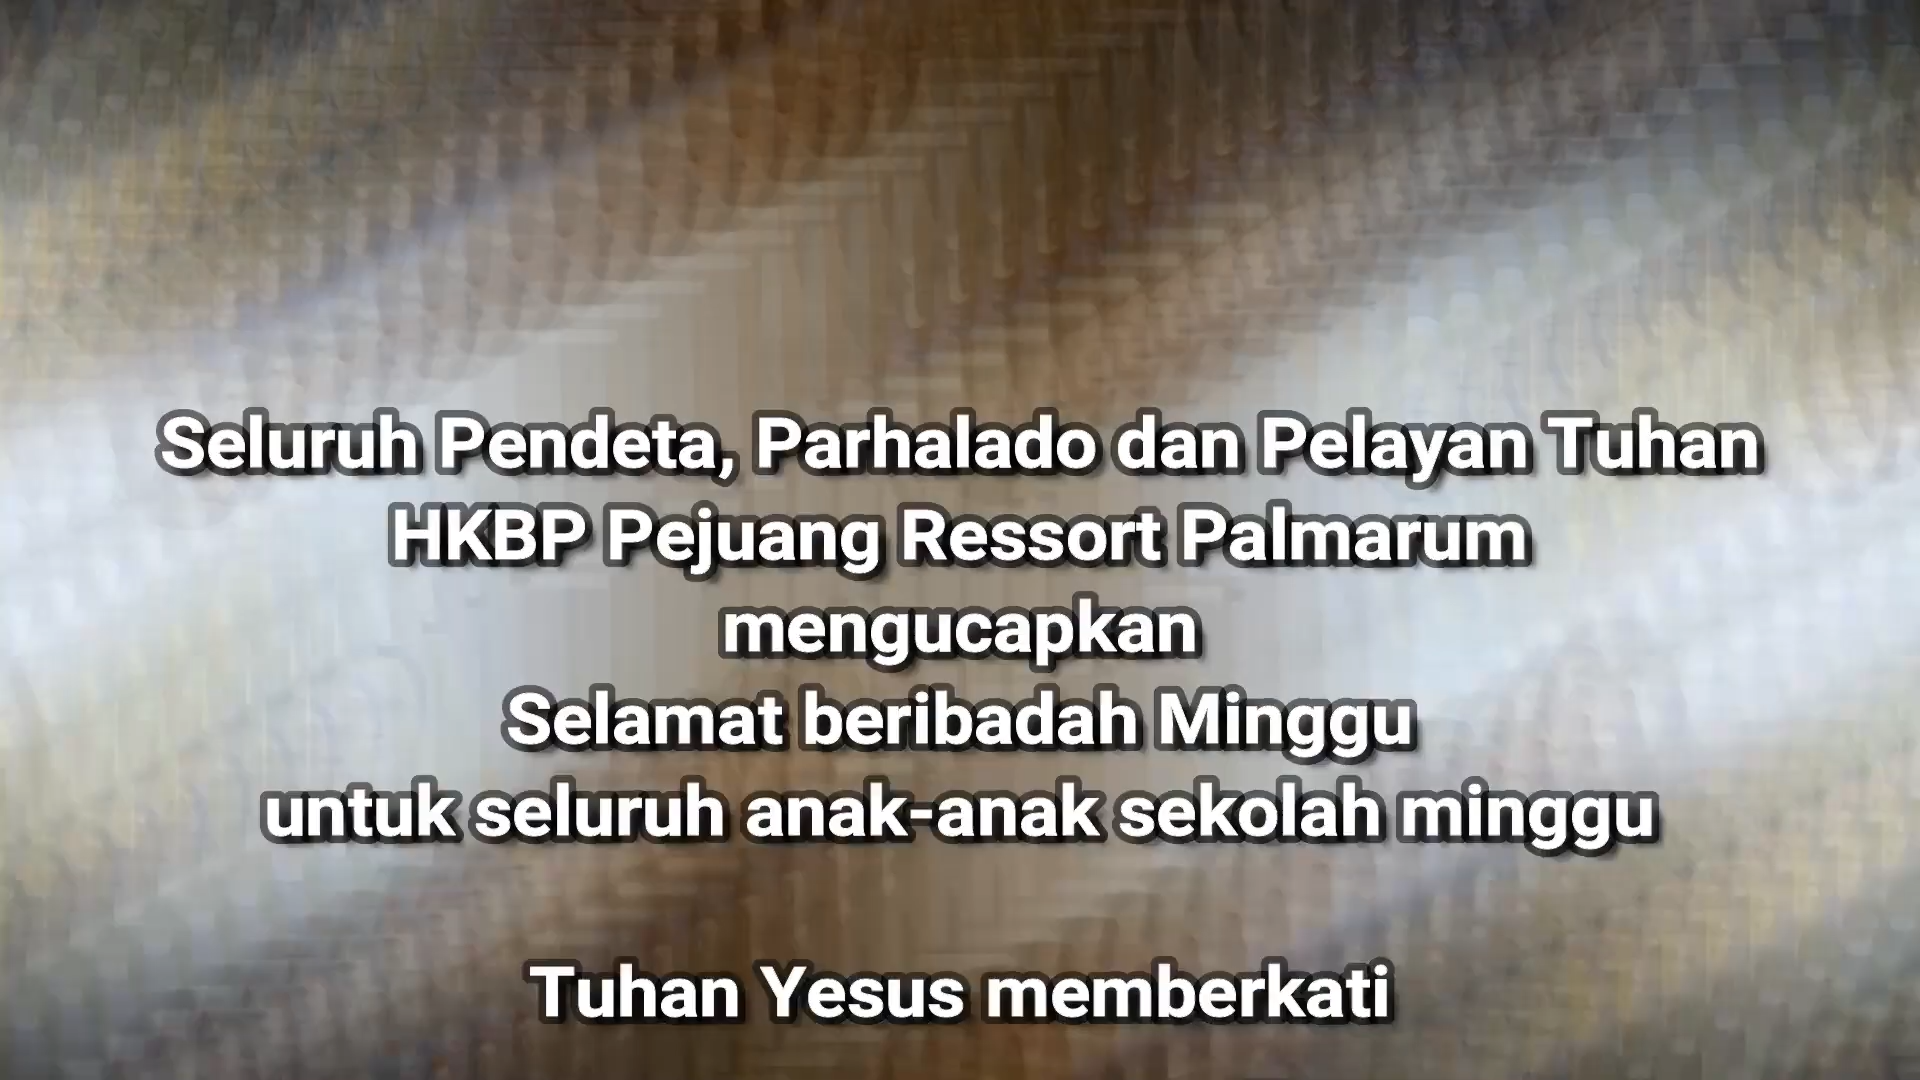 Seluruh Pendeta, Parhalado dan Pelayan Tuhan
HKBP Pejuang Ressort Palmarum
mengucapkan
Selamat beribadah Minggu
untuk seluruh anak-anak sekolah minggu
Tuhan Yesus memberkati